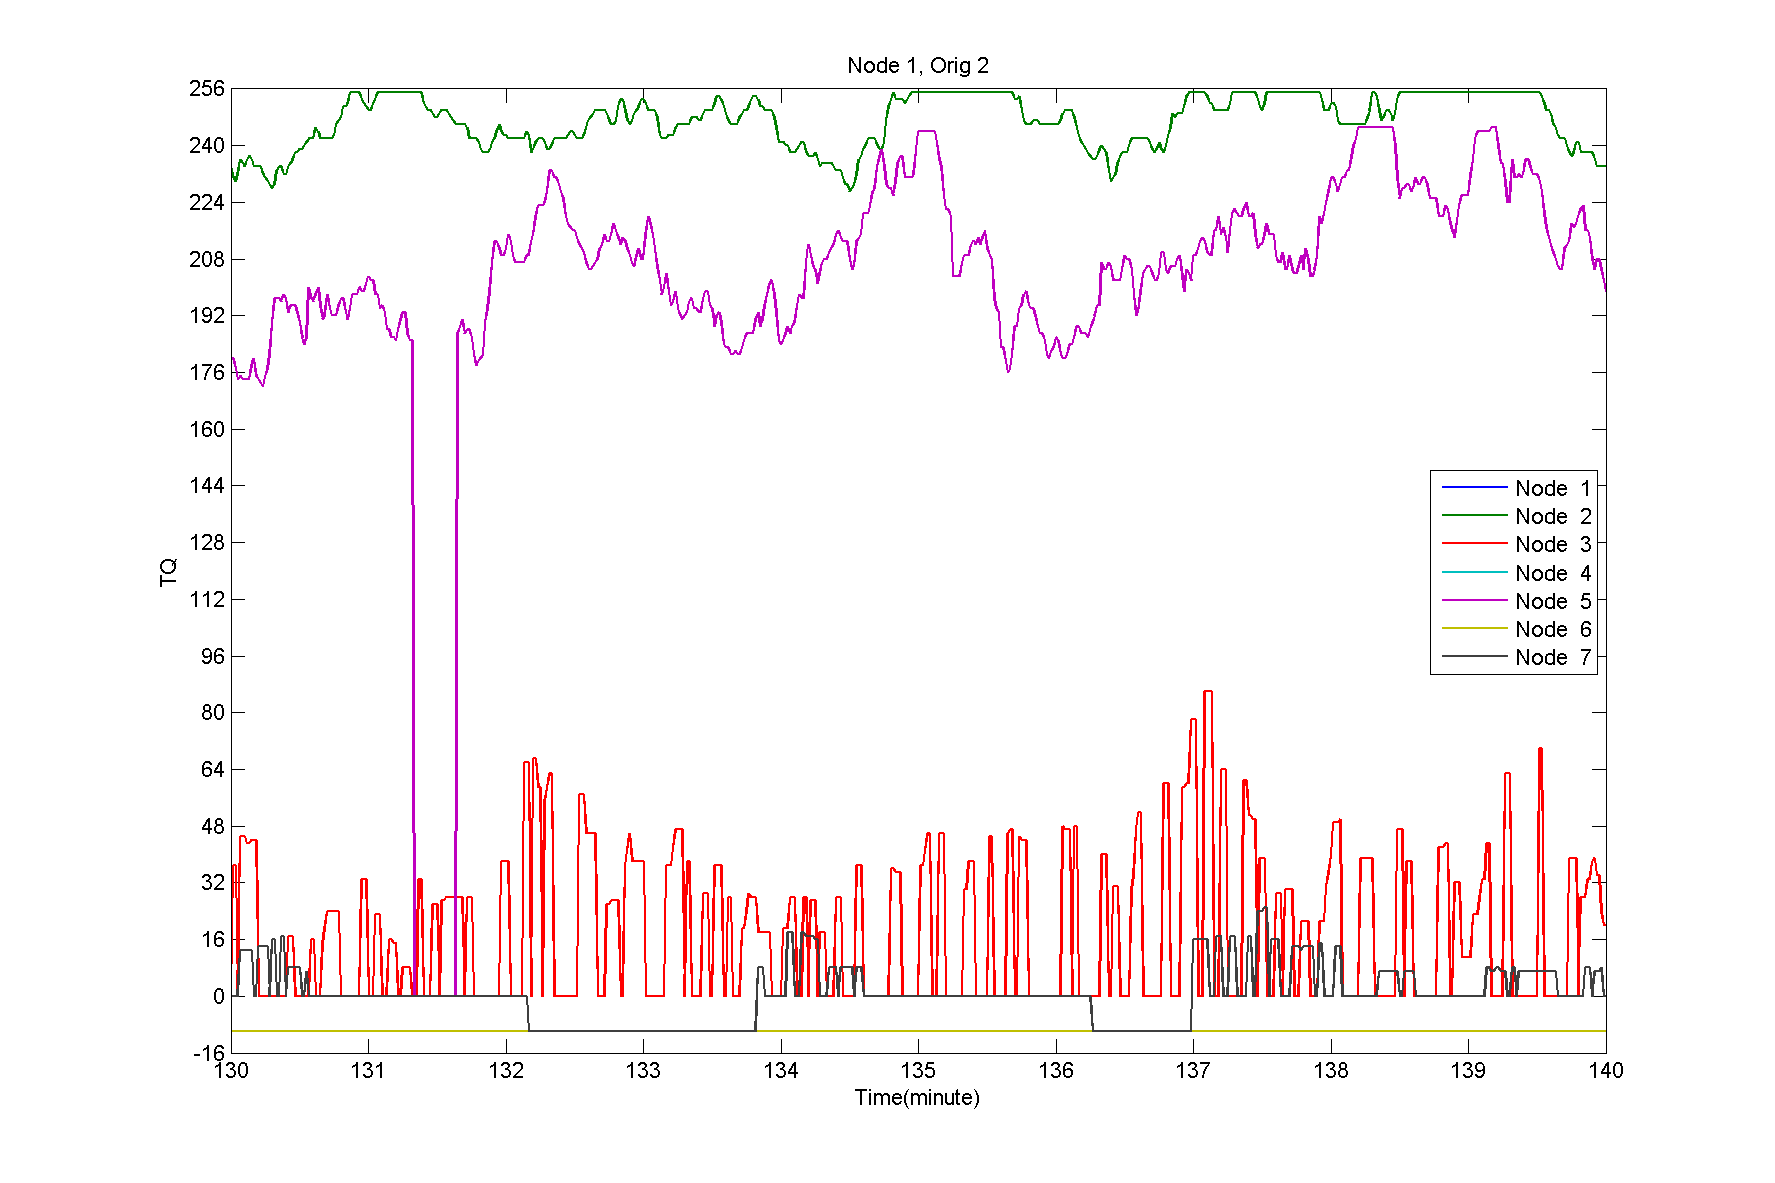 Node 1, Orig 2
256
240
224
208
192
176
160
144
128
112
96
80
64
48
32
16
0
-16
TQ
Node 1
Node 2
Node 3
Node 4
Node 5
Node 6
Node 7
130 131 132 133 134 135 136 137 138 139 140
Time(minute)